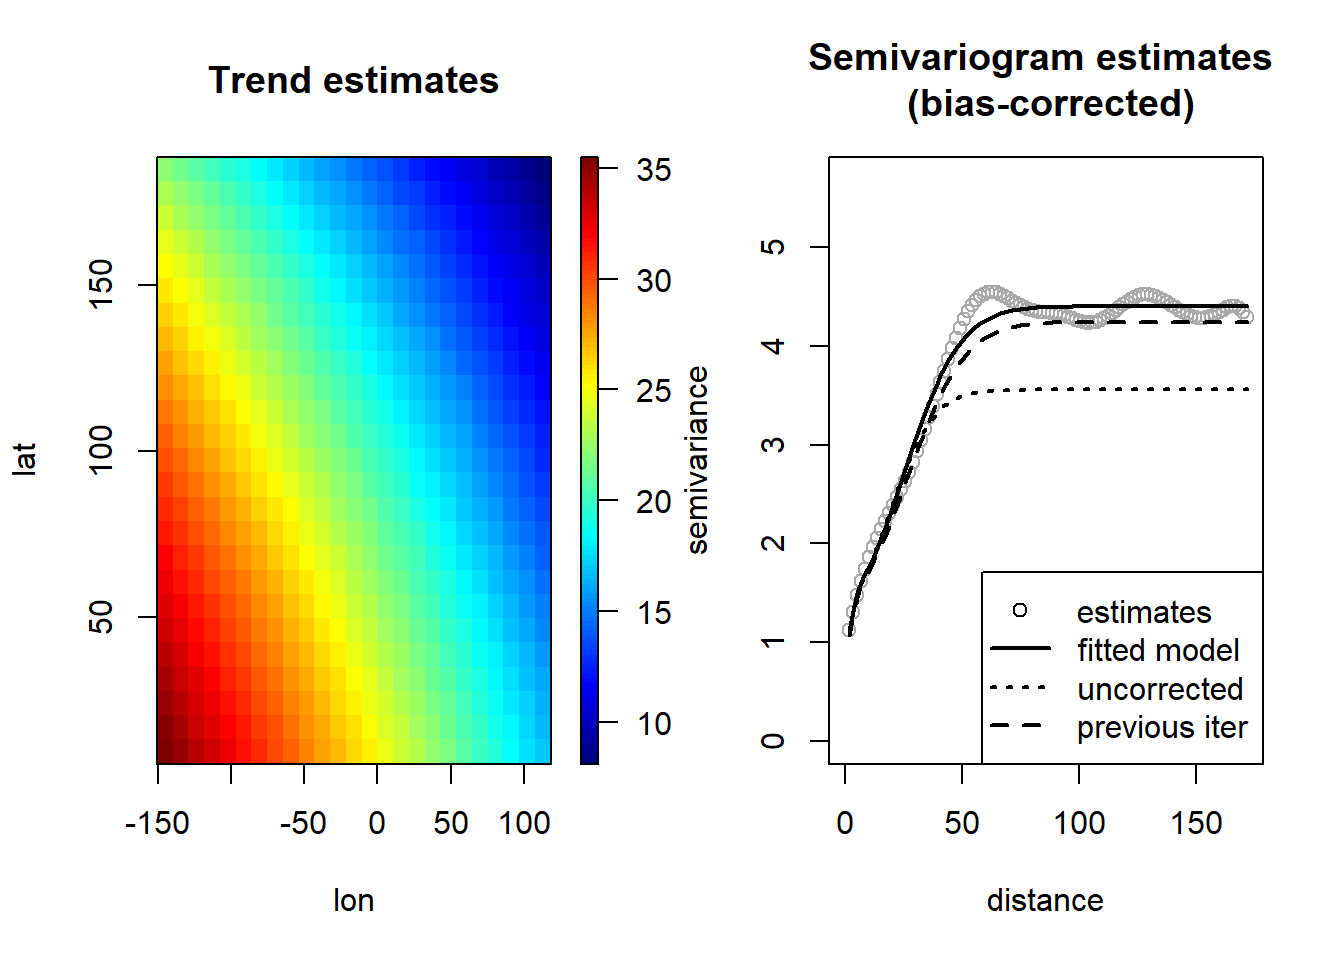 Trend estimates
lat
150
100
50
-150
-50
0
50
100
lon
35
30
25
20
15
10
Semivariogram estimates
(bias-corrected)
semivariance
5
4
3
2
1
0
0
50
100
150
distance
estimates
fitted model
uncorrected
previous iter